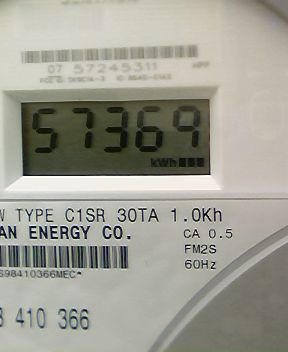 07 57245311
57369
kWh
W TYPE C1SR 30TA 1.0Kh
AN ENERGY CO.
CA 0.5
FM2S
60Hz
S98410366MEC*
8 410 366